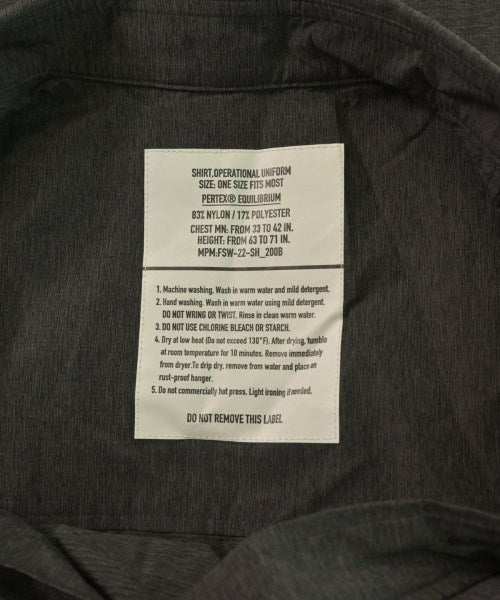 SHIRT,OPERATIONAL UNIFORM
SIZE: ONE SIZE FITS MOST
PERTEX® EQUILIBRIUM
83% NYLON / 17% POLYESTER
CHEST MN: FROM 33 TO 42 IN.
HEIGHT: FROM 63 TO 71 IN.
MPM:FSW-22-SH_200B
1. Machine washing. Wash in warm water and mild detergent.
2. Hand washing. Wash in warm water using mild detergent.
DO NOT WRING OR TWIST. Rinse in clean warm water.
3. DO NOT USE CHLORINE BLEACH OR STARCH.
4. Dry at low heat (Do not exceed 130°F). After drying, tumble
at room temperature for 10 minutes. Remove immediately
from dryer.To drip dry, remove from water and place on
rust-proof hanger.
5. Do not commercially hot press. Light ironing if needed.
DO NOT REMOVE THIS LABEL